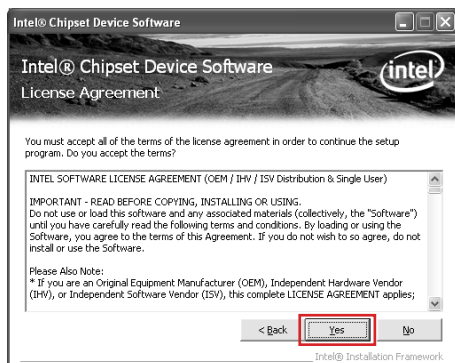 Intel® Chipset Device Software
Intel® Chipset Device Software
intel
License Agreement
You must accept all of the terms of the license agreement in order to continue the setup
program. Do you accept the terms?
INTEL SOFTWARE LICENSE AGREEMENT (OEM / IHV / ISV Distribution & Single User)
IMPORTANT - READ BEFORE COPYING, INSTALLING OR USING.
Do not use or load this software and any associated materials (collectively, the "Software")
until you have carefully read the following terms and conditions. By loading or using the
Software, you agree to the terms of this Agreement. If you do not wish to so agree, do not
install or use the Software.
Please Also Note:
* If you are an Original Equipment Manufacturer (OEM), Independent Hardware Vendor
(IHV), or Independent Software Vendor (ISV), this complete LICENSE AGREEMENT applies;
< Back Yes No
Intel® Installation Framework